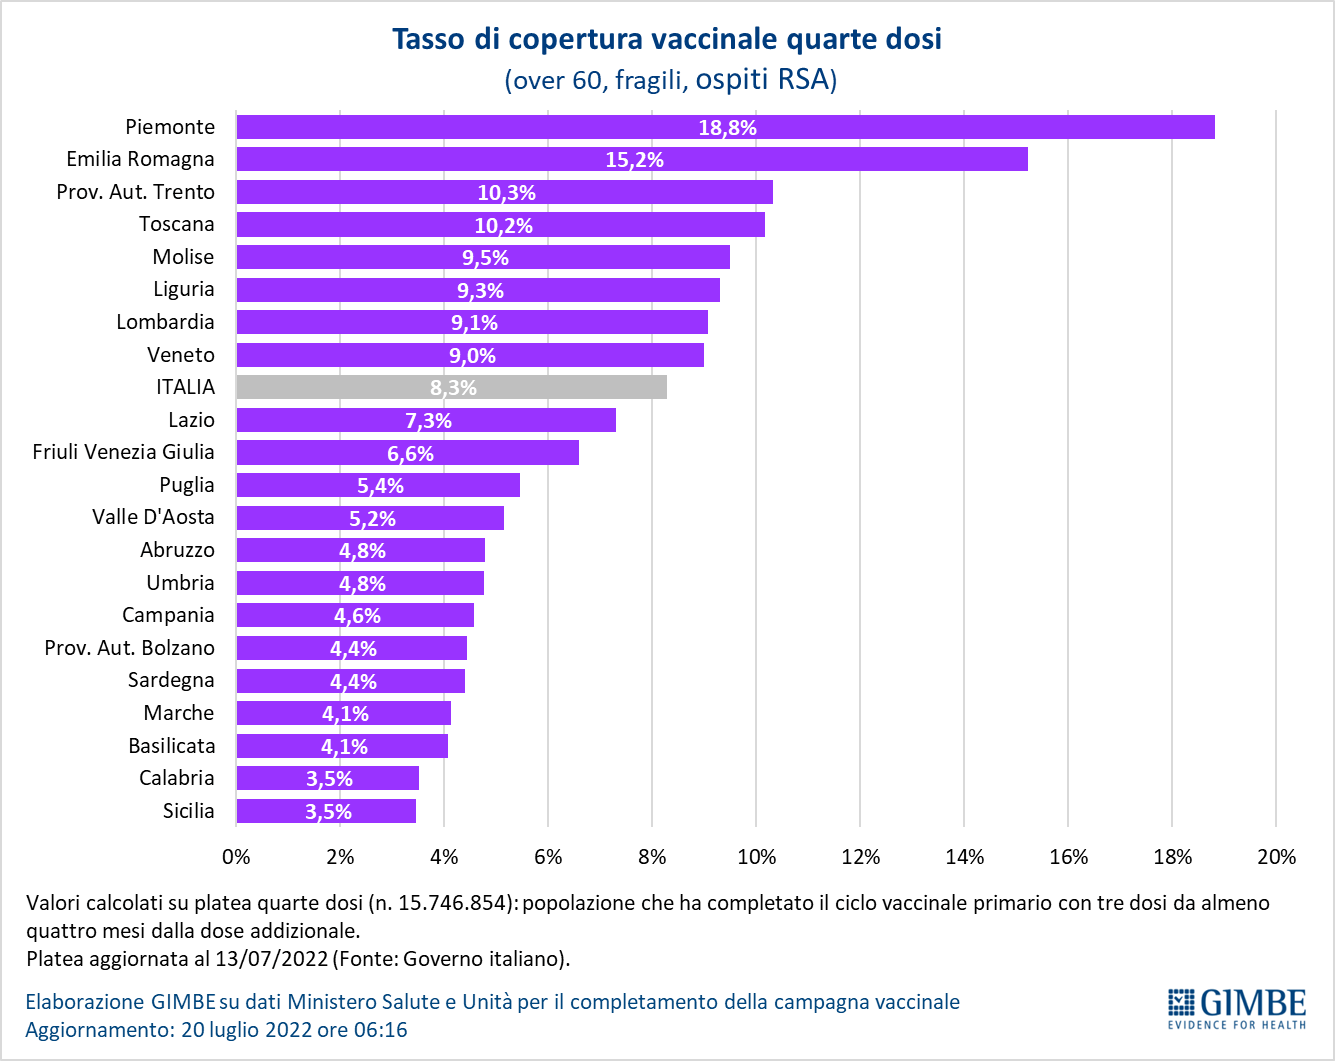 Tasso di copertura vaccinale quarte dosi
(over 60, fragili, ospiti RSA)
Piemonte 18,8%
Emilia Romagna 15,2%
Prov. Aut. Trento 10,3%
Toscana 10,2%
Molise 9,5%
Liguria 9,3%
Lombardia 9,1%
Veneto 9,0%
ITALIA 8,3%
Lazio 7,3%
Friuli Venezia Giulia 6,6%
Puglia 5,4%
Valle D'Aosta 5,2%
Abruzzo 4,8%
Umbria 4,8%
Campania 4,6%
Prov. Aut. Bolzano 4,4%
Sardegna 4,4%
Marche 4,1%
Basilicata 4,1%
Calabria 3,5%
Sicilia 3,5%
0% 2% 4% 6% 8% 10% 12% 14% 16% 18% 20%
Valori calcolati su platea quarte dosi (n. 15.746.854): popolazione che ha completato il ciclo vaccinale primario con tre dosi da almeno
quattro mesi dalla dose addizionale.
Platea aggiornata al 13/07/2022 (Fonte: Governo italiano).
Elaborazione GIMBE su dati Ministero Salute e Unità per il completamento della campagna vaccinale
Aggiornamento: 20 luglio 2022 ore 06:16
GIMBE
EVIDENCE FOR HEALTH